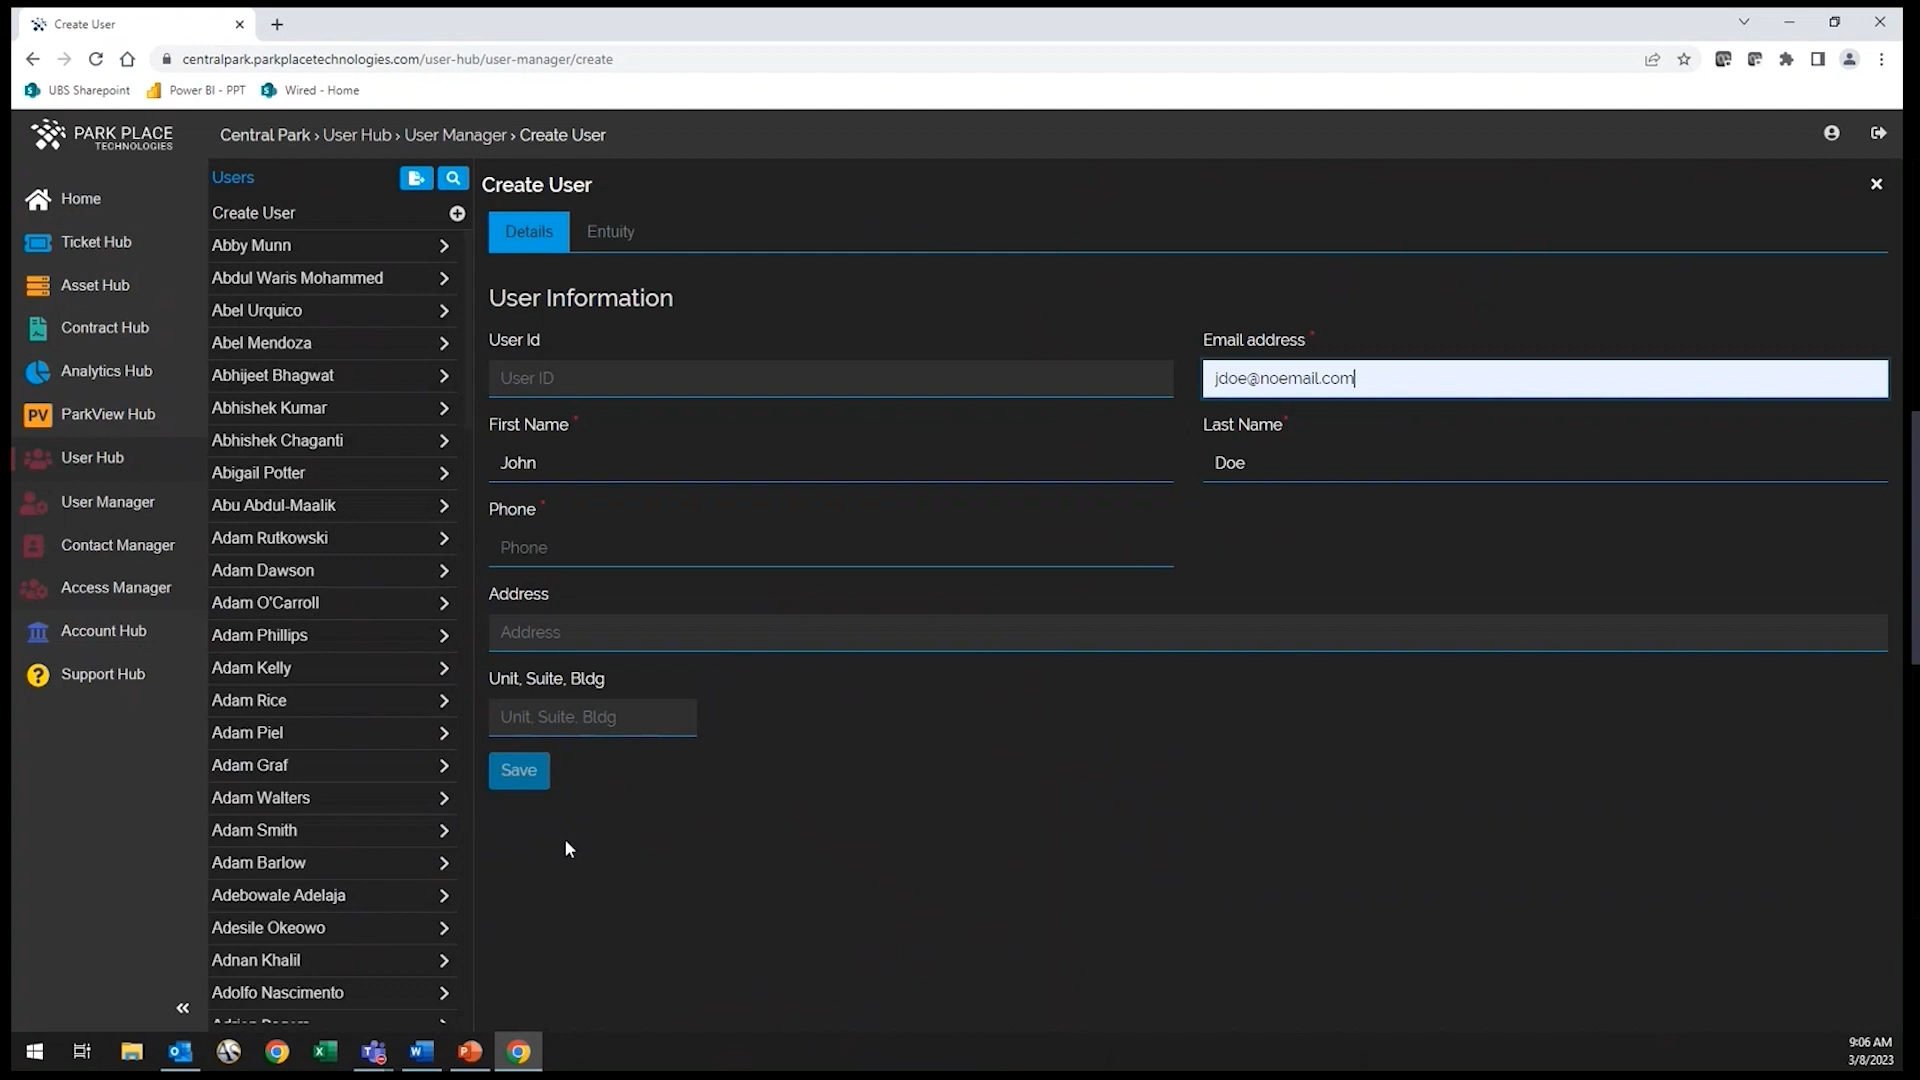 Create User
centralpark.parkplacetechnologies.com/user-hub/user-manager/create
UBS Sharepoint
Power BI - PPT
Wired - Home
PARK PLACE
TECHNOLOGIES
Central Park › User Hub › User Manager › Create User
Home
Ticket Hub
Asset Hub
Contract Hub
Analytics Hub
PV
ParkView Hub
User Hub
User Manager
Contact Manager
Access Manager
Account Hub
Support Hub
Users
Create User
Abby Munn
Abdul Waris Mohammed
Abel Urquico
Abel Mendoza
Abhijeet Bhagwat
Abhishek Kumar
Abhishek Chaganti
Abigail Potter
Abu Abdul-Maalik
Adam Rutkowski
Adam Dawson
Adam O'Carroll
Adam Phillips
Adam Kelly
Adam Rice
Adam Piel
Adam Graf
Adam Walters
Adam Smith
Adam Barlow
Adebowale Adelaja
Adesile Okeowo
Adnan Khalil
Adolfo Nascimento
Create User
Details
Entuity
User Information
User Id
User ID
Email address *
jdoe@noemail.com
First Name *
John
Last Name *
Doe
Phone *
Phone
Address
Address
Unit, Suite, Bldg
Unit, Suite, Bldg
Save
9:06 AM
3/8/2023